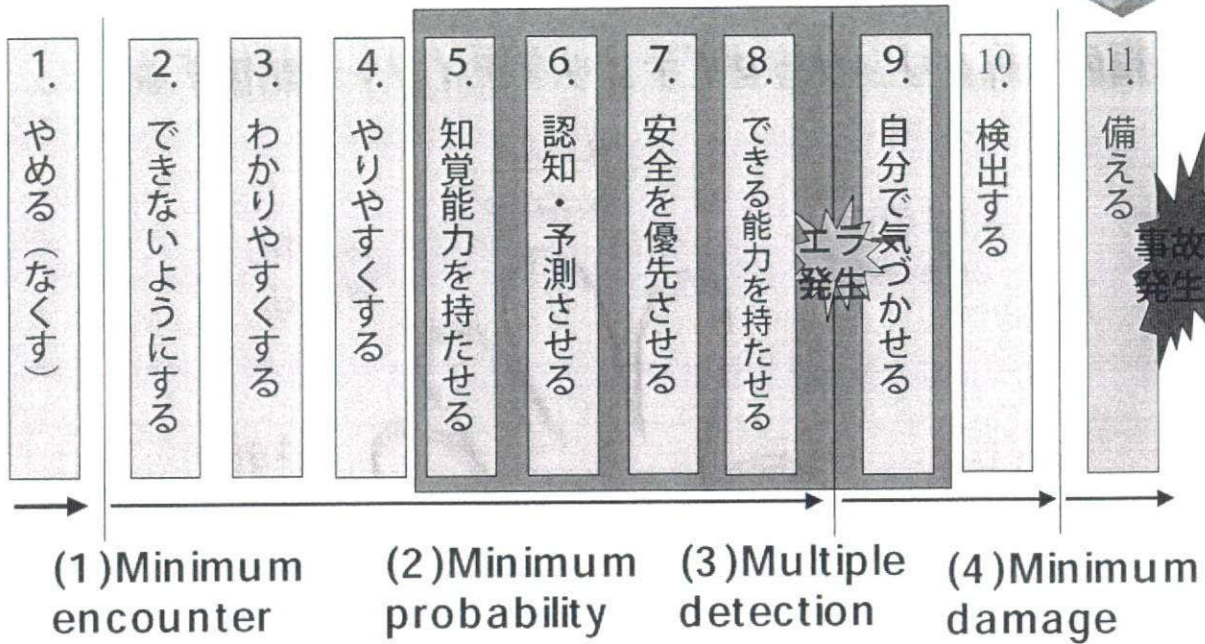 1. やめる（なくす）
2. できないようにする
3. わかりやすくする
4. やりやすくする
5. 知覚能力を持たせる
6. 認知・予測させる
7. 安全を優先させる
8. できる能力を持たせる
エラー
発生
9. 自分で気づかせる
10. 検出する
11. 備える
事故
発生
(1)Minimum
encounter
(2)Minimum
probability
(3)Multiple
detection
(4)Minimum
damage